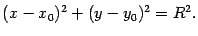 (x − x₀)² + (y − y₀)² = R².